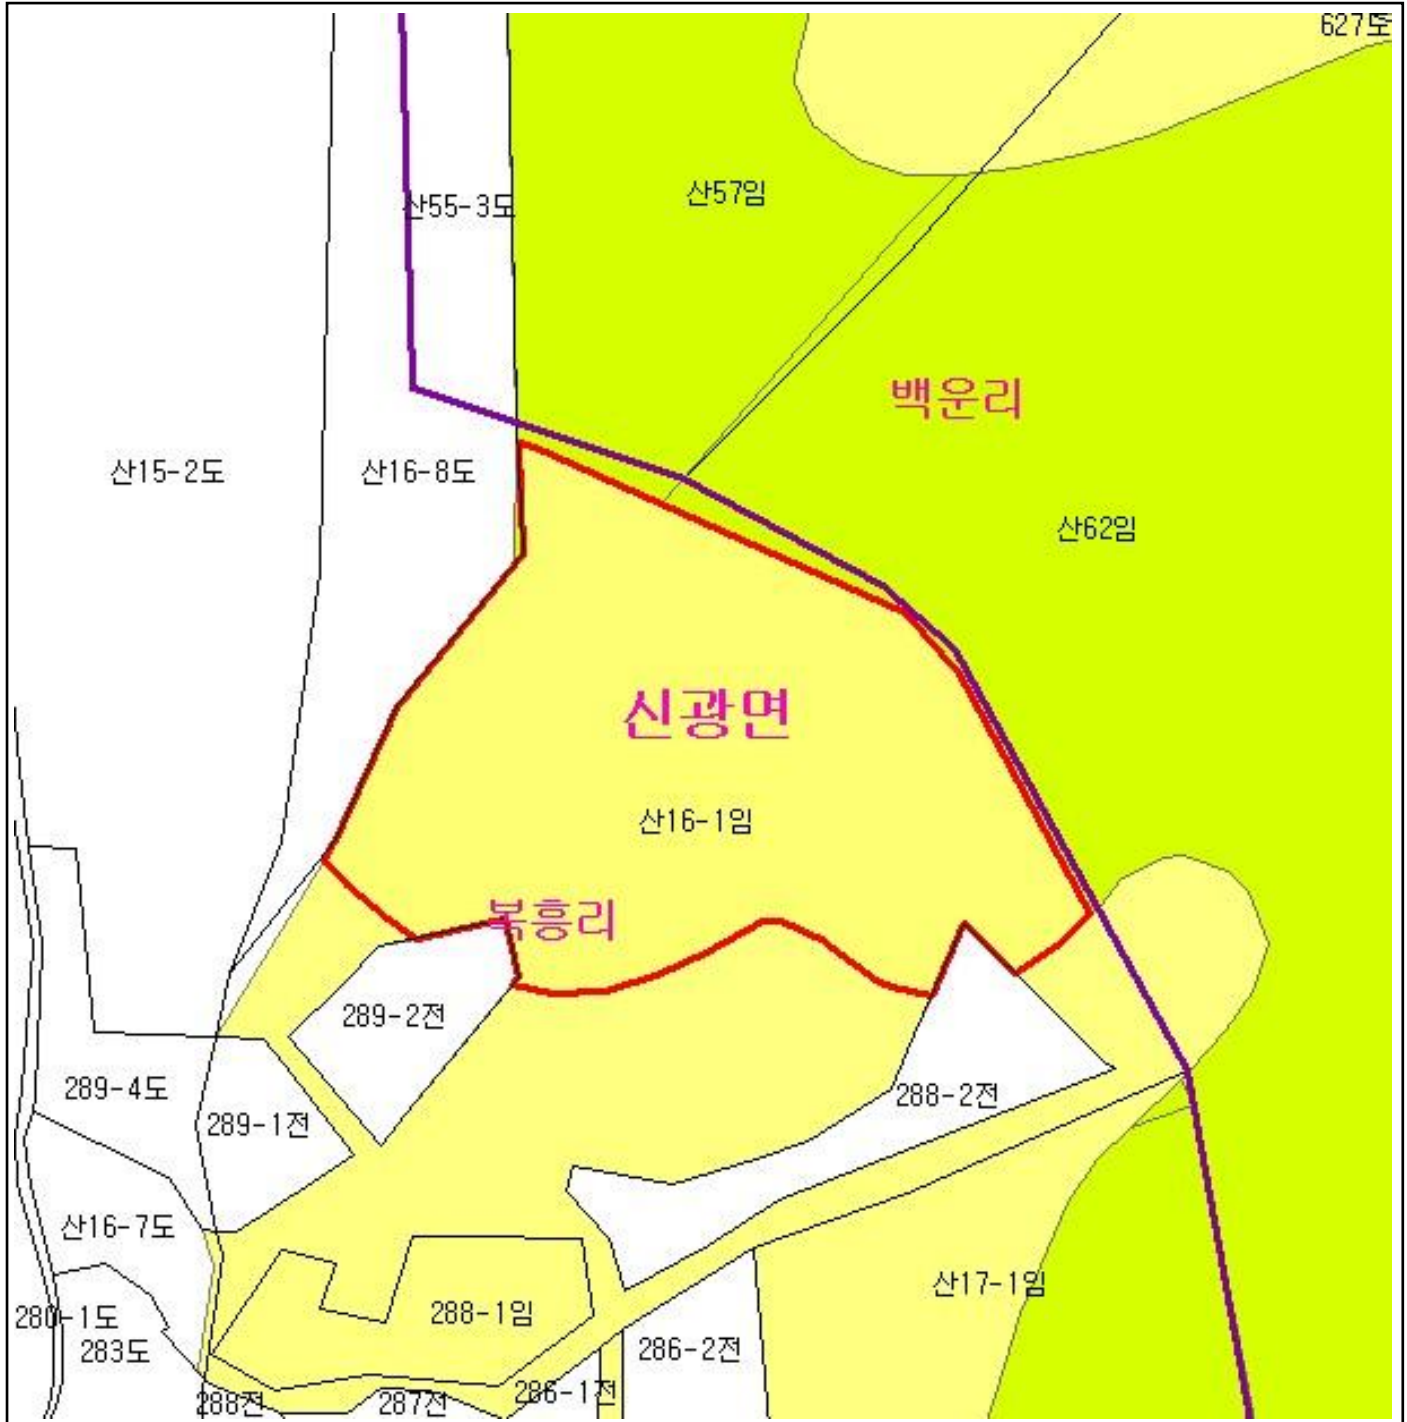 627도
산57임
산55-3도
백운리
산15-2도
산16-8도
산62임
신광면
산16-1임
복흥리
289-2전
289-4도
288-2전
289-1전
산16-7도
산17-1임
280-1도
288-1임
283도
286-2전
286-1전
288전
287전